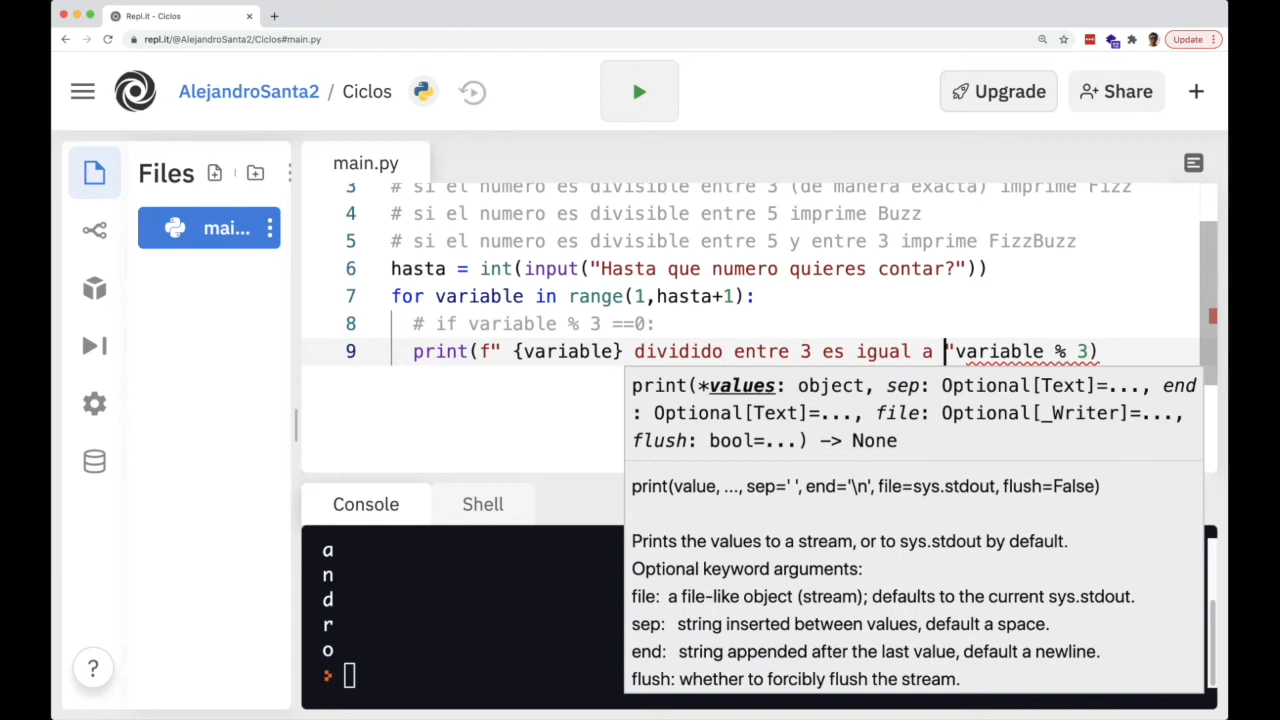 Repl.it - Ciclos
repl.it/@AlejandroSanta2/Ciclos#main.py
12
Update
AlejandroSanta2 / Ciclos
Upgrade
Share
Files
mai...
main.py
3 # si el numero es divisible entre 3 (de manera exacta) imprime Fizz
4 # si el numero es divisible entre 5 imprime Buzz
5 # si el numero es divisible entre 5 y entre 3 imprime FizzBuzz
6 hasta = int(input("Hasta que numero quieres contar?"))
7 for variable in range(1,hasta+1):
8 # if variable % 3 ==0:
9 print(f" {variable} dividido entre 3 es igual a "variable % 3)
print(*values: object, sep: Optional[Text]=..., end
: Optional[Text]=..., file: Optional[_Writer]=...,
flush: bool=...) -> None
print(value, ..., sep=' ', end='\n', file=sys.stdout, flush=False)
Prints the values to a stream, or to sys.stdout by default.
Optional keyword arguments:
file: a file-like object (stream); defaults to the current sys.stdout.
sep: string inserted between values, default a space.
end: string appended after the last value, default a newline.
flush: whether to forcibly flush the stream.
Console
Shell
a
n
d
r
o
?